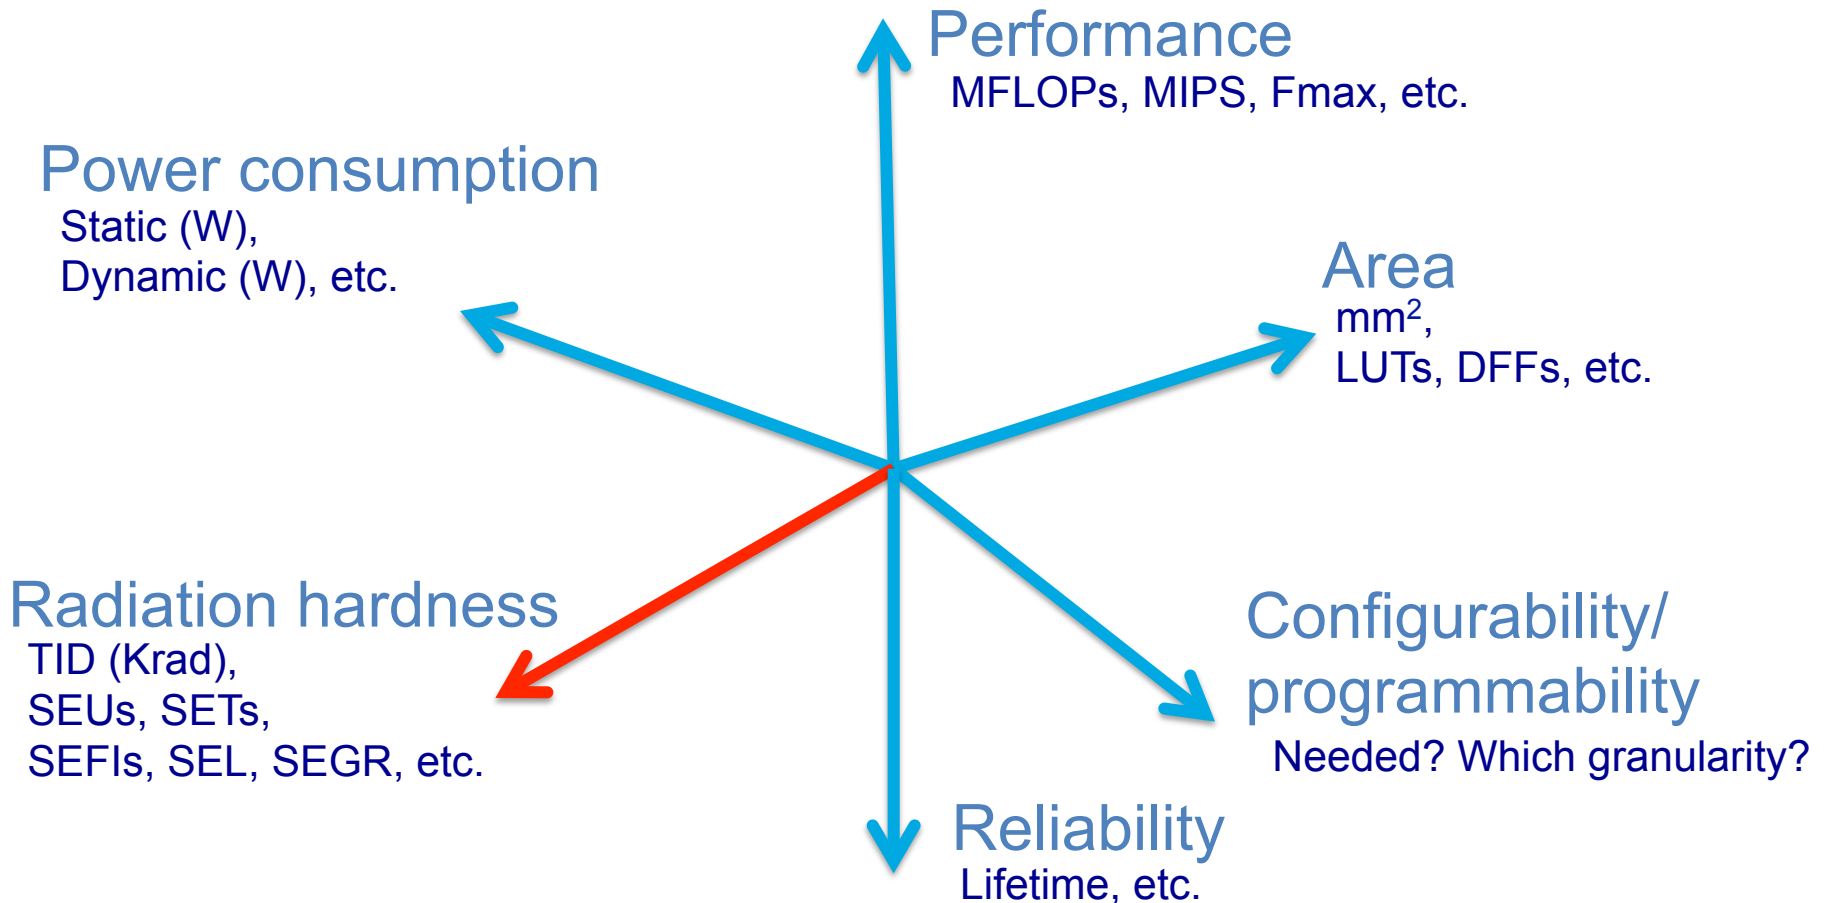 Performance
MFLOPs, MIPS, Fmax, etc.
Power consumption
Static (W),
Dynamic (W), etc.
Area
mm²,
LUTs, DFFs, etc.
Radiation hardness
TID (Krad),
SEUs, SETs,
SEFIs, SEL, SEGR, etc.
Configurability/
programmability
Needed? Which granularity?
Reliability
Lifetime, etc.